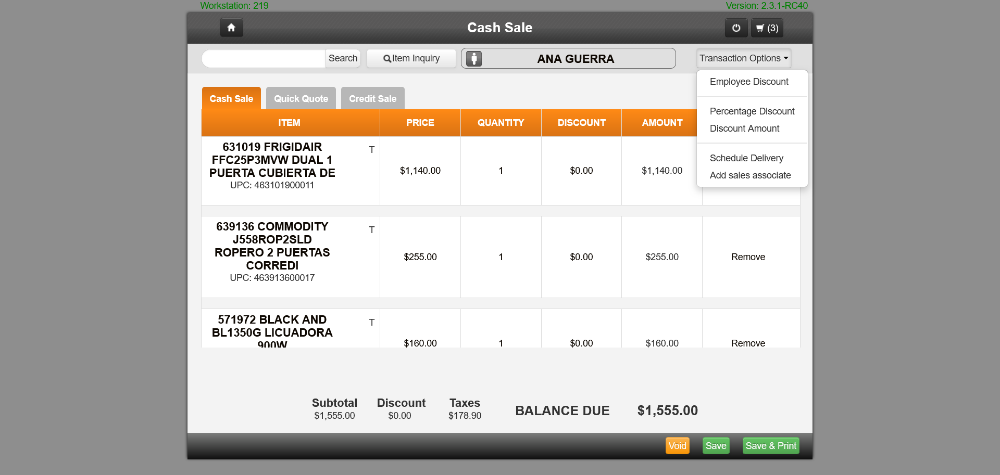 Workstation: 219
Version: 2.3.1-RC40
Cash Sale
(3)
Search
Item Inquiry
ANA GUERRA
Transaction Options
Employee Discount
Percentage Discount
Discount Amount
Schedule Delivery
Add sales associate
Cash Sale
Quick Quote
Credit Sale
ITEM
PRICE
QUANTITY
DISCOUNT
AMOUNT
631019 FRIGIDAIR
FFC25P3MVW DUAL 1
PUERTA CUBIERTA DE
UPC: 463101900011
T
$1,140.00
1
$0.00
$1,140.00
639136 COMMODITY
J558ROP2SLD
ROPERO 2 PUERTAS
CORREDI
UPC: 463913600017
T
$255.00
1
$0.00
$255.00
Remove
571972 BLACK AND
BL1350G LICUADORA
900W
T
$160.00
1
$0.00
$160.00
Remove
Subtotal
$1,555.00
Discount
$0.00
Taxes
$178.90
BALANCE DUE
$1,555.00
Void
Save
Save & Print